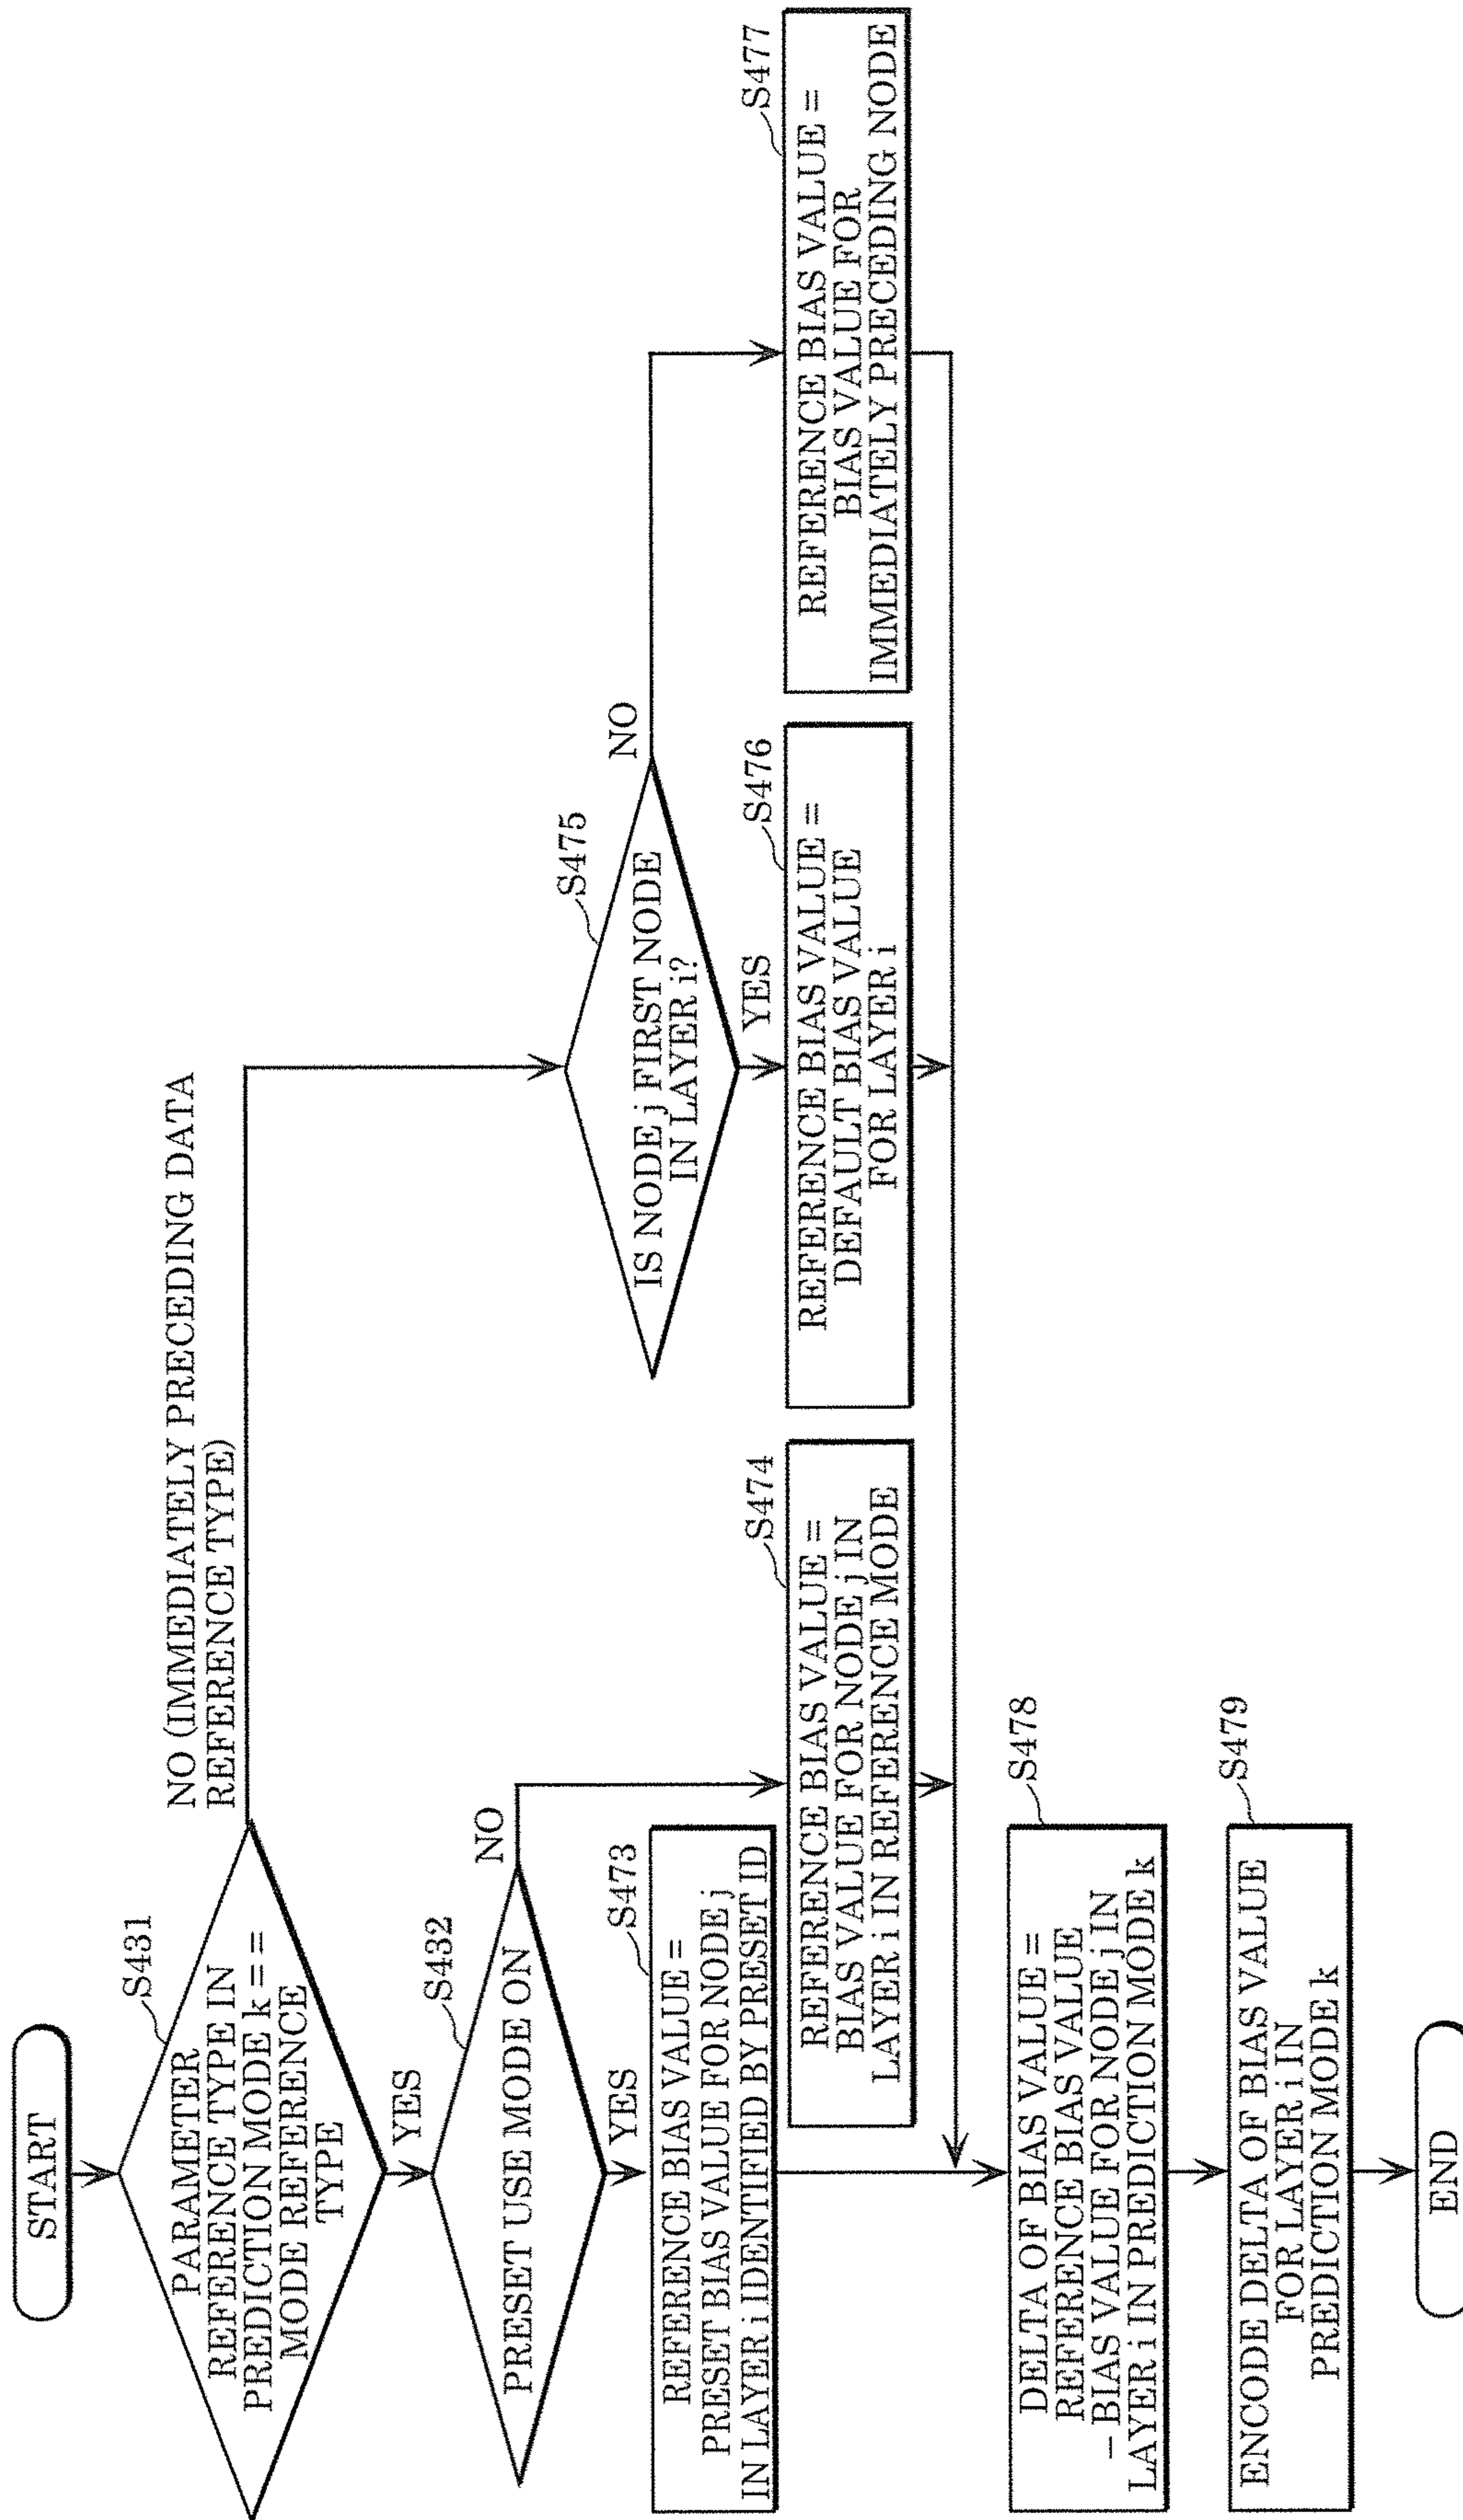 START
S431
PARAMETER
REFERENCE TYPE IN
PREDICTION MODE k ==
MODE REFERENCE
TYPE
NO (IMMEDIATELY PRECEDING DATA
REFERENCE TYPE)
YES
S432
PRESET USE MODE ON
NO
YES
S473
REFERENCE BIAS VALUE =
PRESET BIAS VALUE FOR NODE j
IN LAYER i IDENTIFIED BY PRESET ID
S474
REFERENCE BIAS VALUE =
BIAS VALUE FOR NODE j IN
LAYER i IN REFERENCE MODE
S475
IS NODE j FIRST NODE
IN LAYER i?
NO
YES
S476
REFERENCE BIAS VALUE =
DEFAULT BIAS VALUE
FOR LAYER i
S477
REFERENCE BIAS VALUE =
BIAS VALUE FOR
IMMEDIATELY PRECEDING NODE
S478
DELTA OF BIAS VALUE =
REFERENCE BIAS VALUE
– BIAS VALUE FOR NODE j IN
LAYER i IN PREDICTION MODE k
S479
ENCODE DELTA OF BIAS VALUE
FOR LAYER i IN
PREDICTION MODE k
END